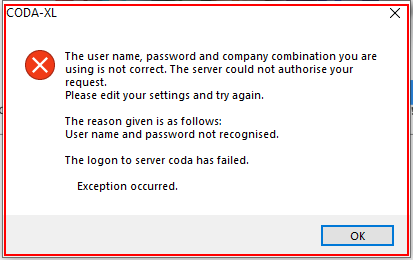 CODA-XL
The user name, password and company combination you are
using is not correct. The server could not authorise your
request.
Please edit your settings and try again.
The reason given is as follows:
User name and password not recognised.
The logon to server coda has failed.
Exception occurred.
OK